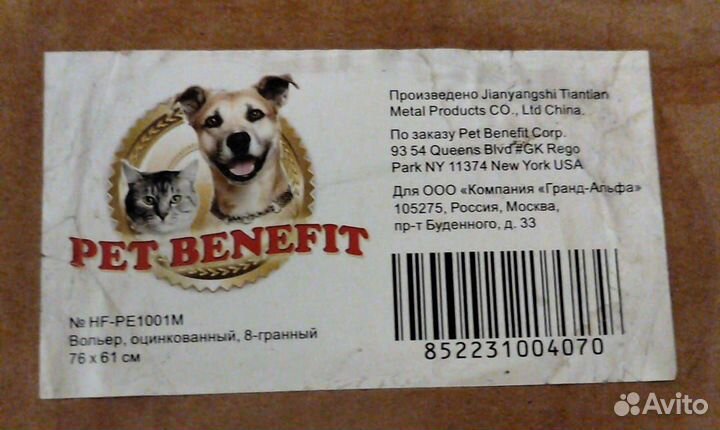 PET BENEFIT
№ HF-PE1001M
Вольер, оцинкованный, 8-гранный
76 x 61 см
Произведено Jianyangshi Tiantian
Metal Products CO., Ltd China.
По заказу Pet Benefit Corp.
93 54 Queens Blvd #GK Rego
Park NY 11374 New York USA
Для ООО «Компания «Гранд-Альфа»
105275, Россия, Москва,
пр-т Буденного, д. 33
852231004070
Avito